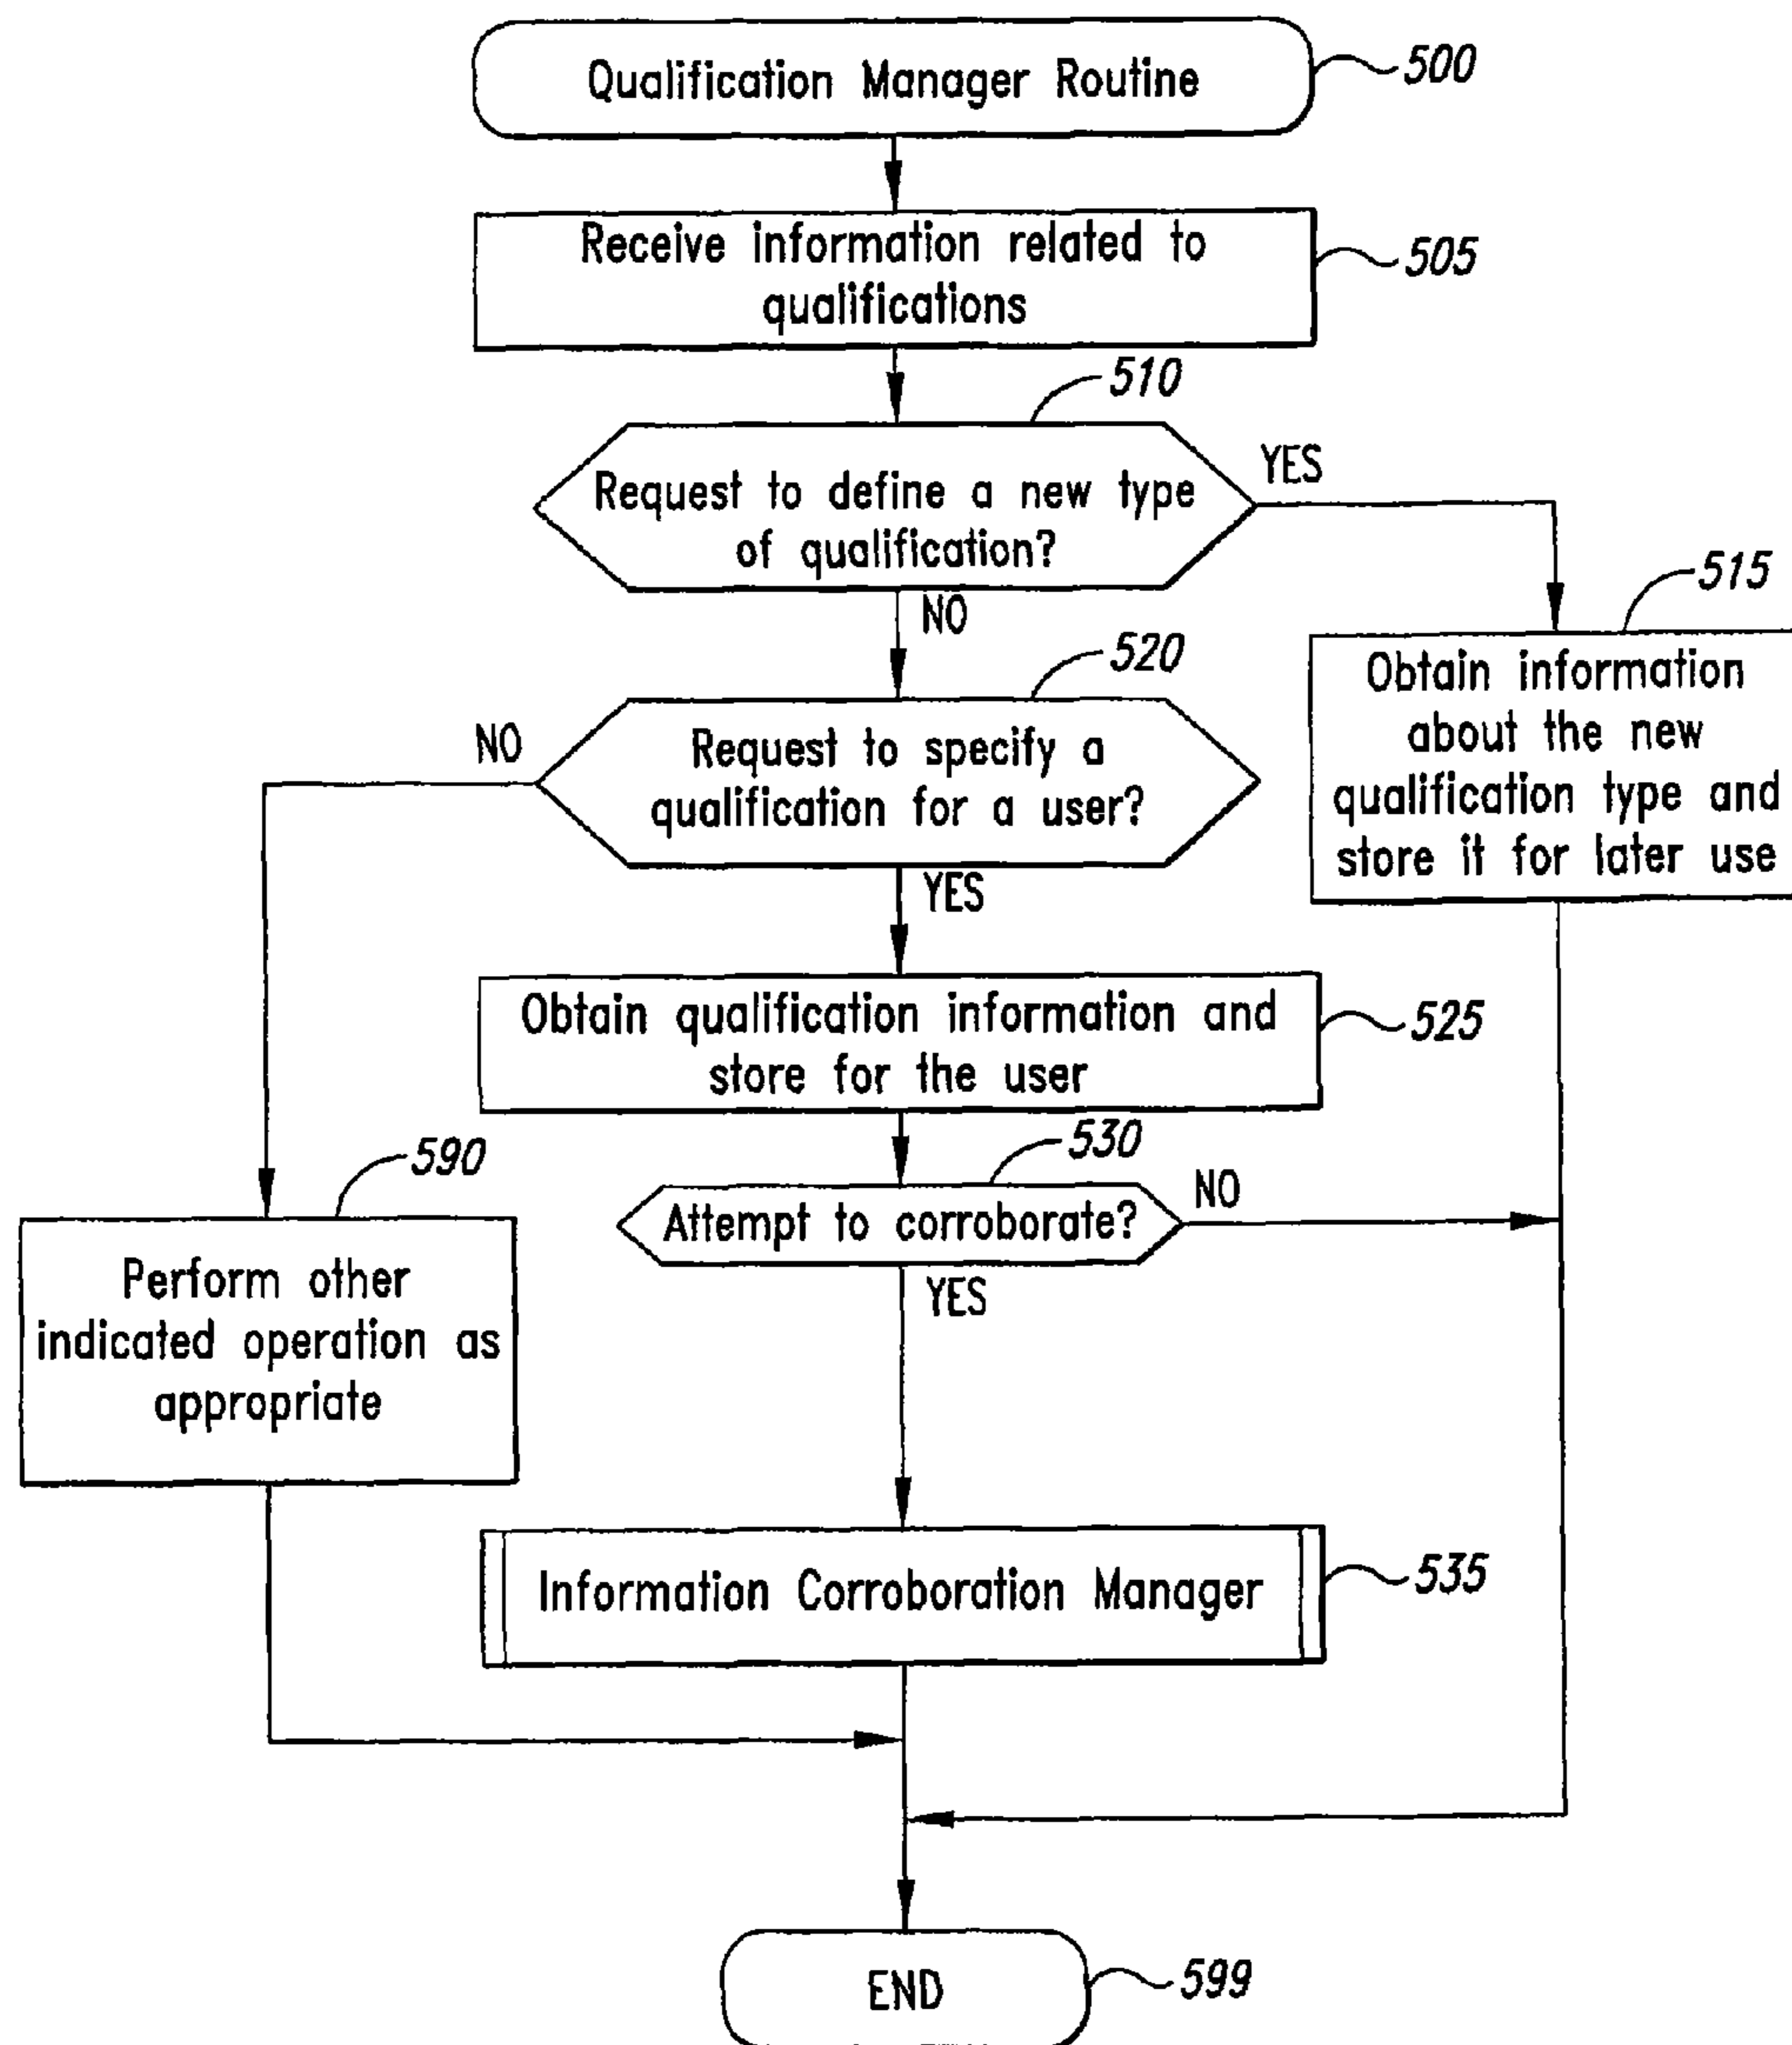 Qualification Manager Routine
500
Receive information related to
qualifications
505
510
Request to define a new type
of qualification?
YES
NO
515
Obtain information
about the new
qualification type and
store it for later use
520
Request to specify a
qualification for a user?
NO
YES
Obtain qualification information and
store for the user
525
530
Attempt to corroborate?
NO
YES
590
Perform other
indicated operation as
appropriate
Information Corroboration Manager
535
END
599